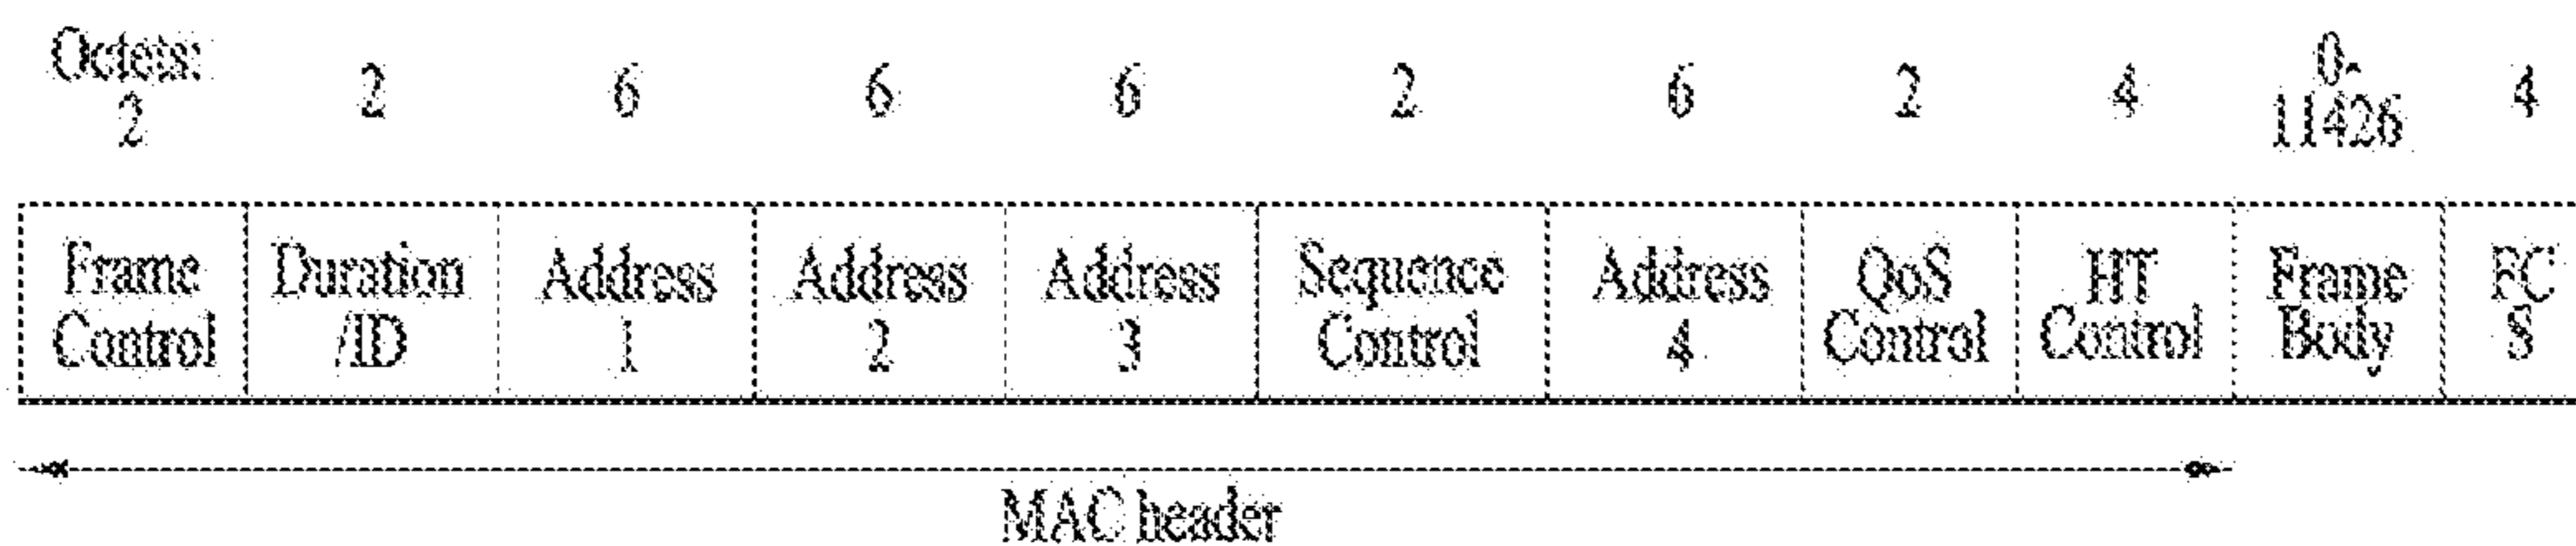 Octets:
2 2 6 6 6 2 6 2 4 0-
11426 4
Frame Duration Address Address Address Sequence Address QoS HT Frame FC
Control /ID 1 2 3 Control 4 Control Control Body S
MAC header